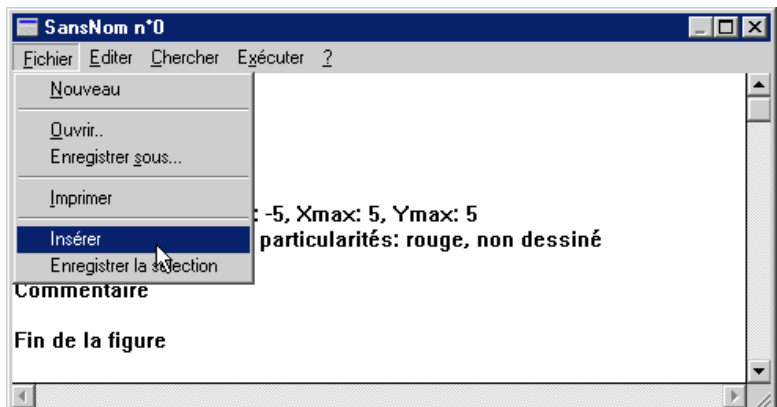 SansNom n°0
Fichier Editer Chercher Exécuter ?
Nouveau
Ouvrir..
Enregistrer sous...
Imprimer
Insérer
Enregistrer la sélection
: -5, Xmax: 5, Ymax: 5
particularités: rouge, non dessiné
Commentaire
Fin de la figure